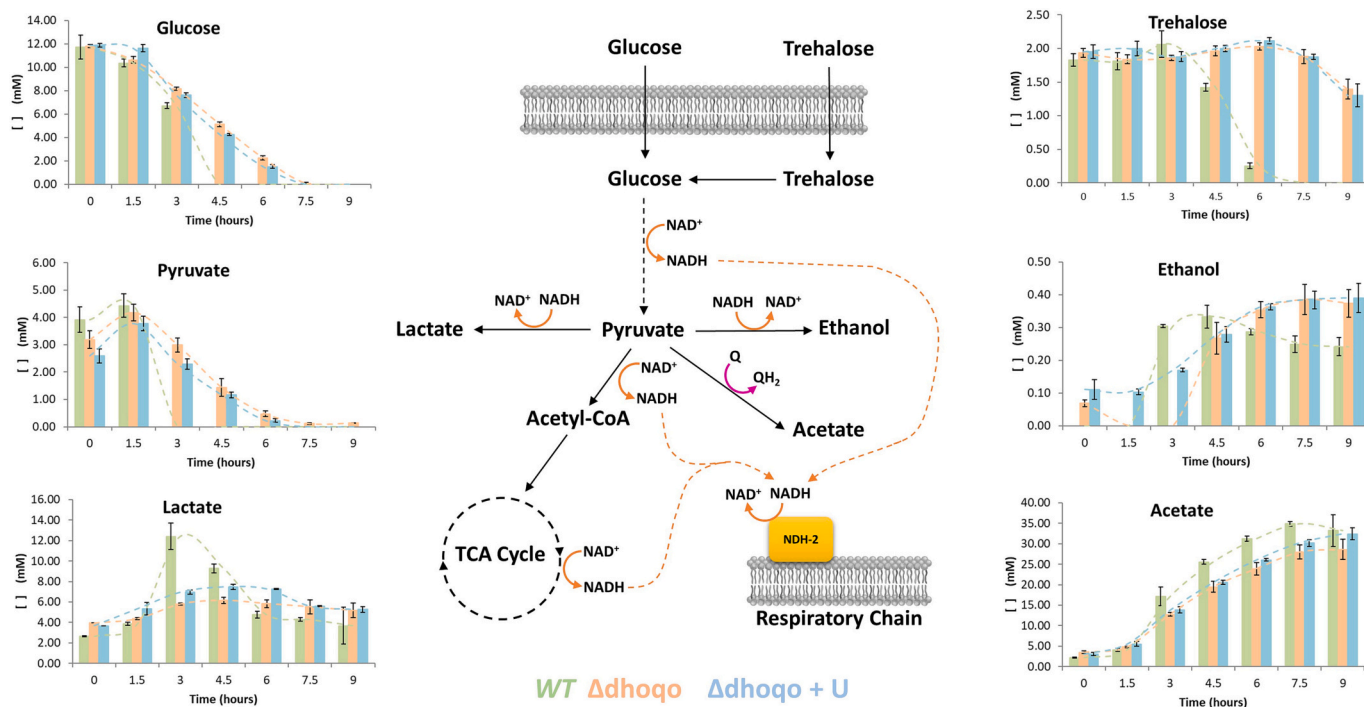 Glucose
14.00
12.00
10.00
8.00
6.00
4.00
2.00
0.00
[ ] (mM)
0 1.5 3 4.5 6 7.5 9
Time (hours)
Pyruvate
6.00
5.00
4.00
3.00
2.00
1.00
0.00
[ ] (mM)
0 1.5 3 4.5 6 7.5 9
Time (hours)
Lactate
16.00
14.00
12.00
10.00
8.00
6.00
4.00
2.00
0.00
[ ] (mM)
0 1.5 3 4.5 6 7.5 9
Time (hours)
Glucose Trehalose
Glucose Trehalose
NAD+
NADH
NAD+ NADH NADH NAD+
Lactate Pyruvate Ethanol
NAD+ Q
NADH QH2
Acetyl-CoA Acetate
NAD+ NADH
NDH-2
TCA Cycle NAD+
NADH
Respiratory Chain
WT Δdhoqo Δdhoqo + U
Trehalose
2.50
2.00
1.50
1.00
0.50
0.00
[ ] (mM)
0 1.5 3 4.5 6 7.5 9
Time (hours)
Ethanol
0.50
0.40
0.30
0.20
0.10
0.00
[ ] (mM)
0 1.5 3 4.5 6 7.5 9
Time (hours)
Acetate
40.00
35.00
30.00
25.00
20.00
15.00
10.00
5.00
0.00
[ ] (mM)
0 1.5 3 4.5 6 7.5 9
Time (hours)